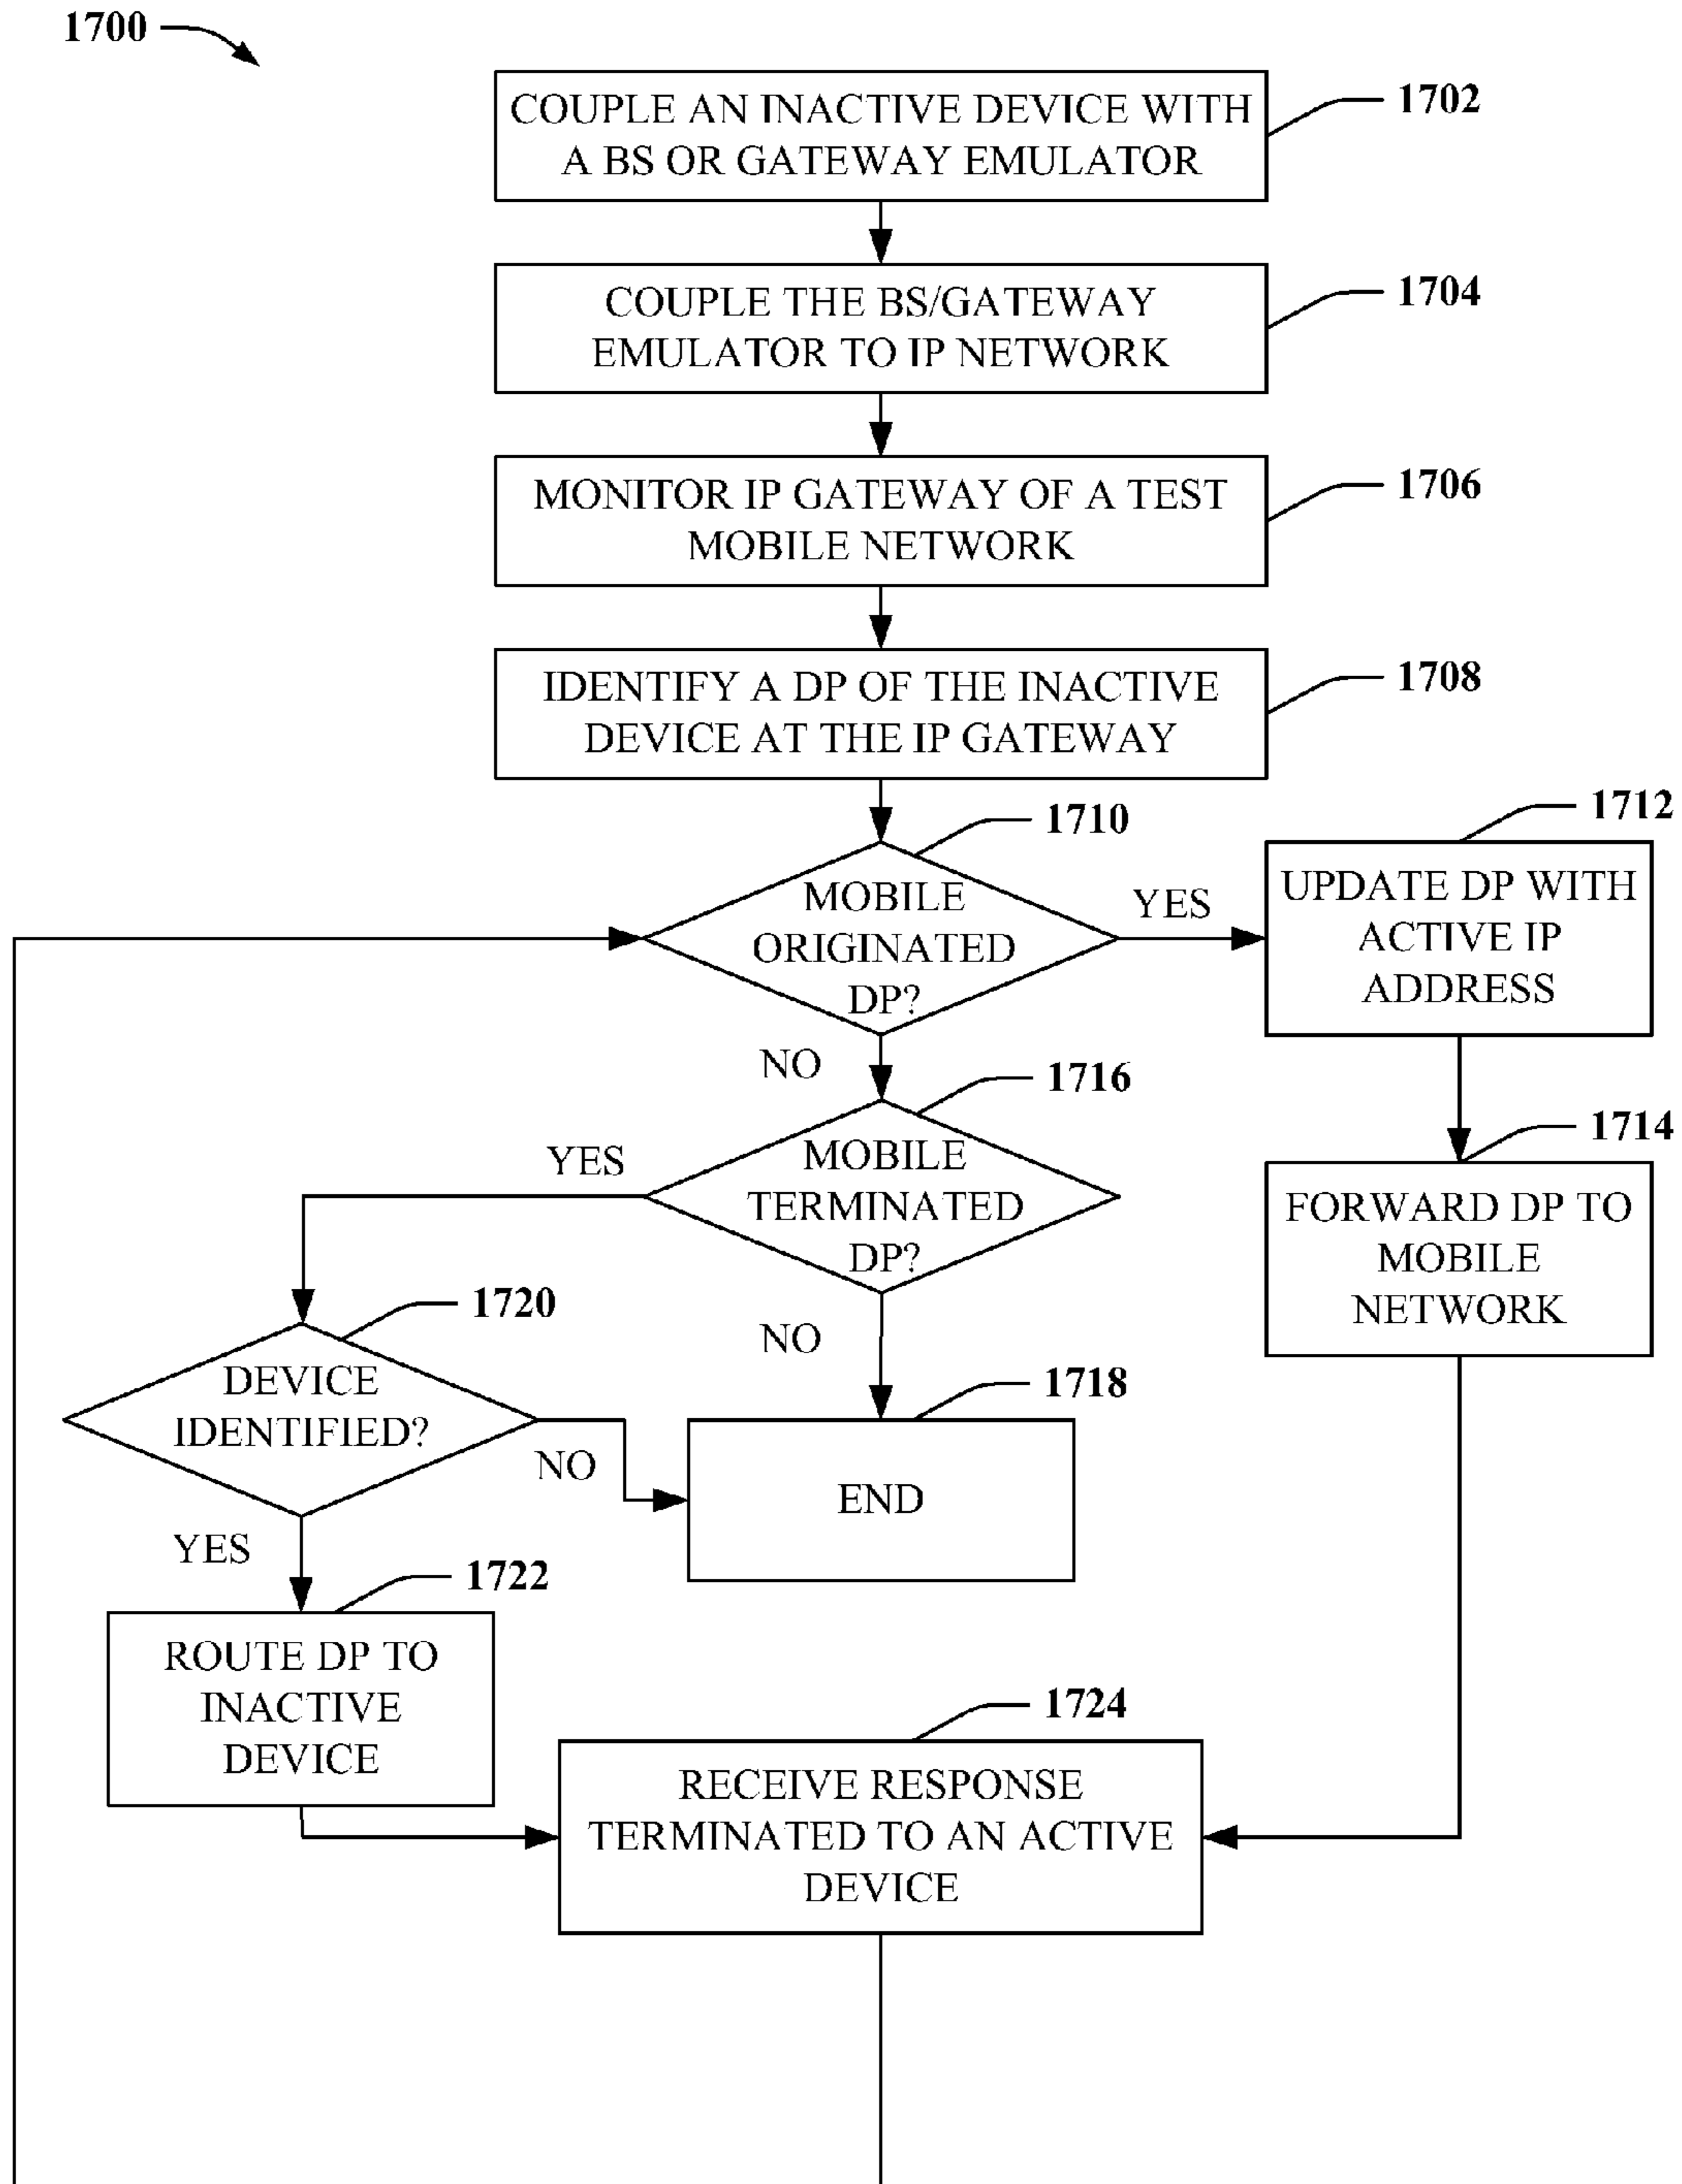 1700
COUPLE AN INACTIVE DEVICE WITH
A BS OR GATEWAY EMULATOR
1702
COUPLE THE BS/GATEWAY
EMULATOR TO IP NETWORK
1704
MONITOR IP GATEWAY OF A TEST
MOBILE NETWORK
1706
IDENTIFY A DP OF THE INACTIVE
DEVICE AT THE IP GATEWAY
1708
1710
MOBILE
ORIGINATED
DP?
YES
NO
1712
UPDATE DP WITH
ACTIVE IP
ADDRESS
1714
FORWARD DP TO
MOBILE
NETWORK
1716
MOBILE
TERMINATED
DP?
YES
NO
1718
END
1720
DEVICE
IDENTIFIED?
NO
YES
1722
ROUTE DP TO
INACTIVE
DEVICE
1724
RECEIVE RESPONSE
TERMINATED TO AN ACTIVE
DEVICE